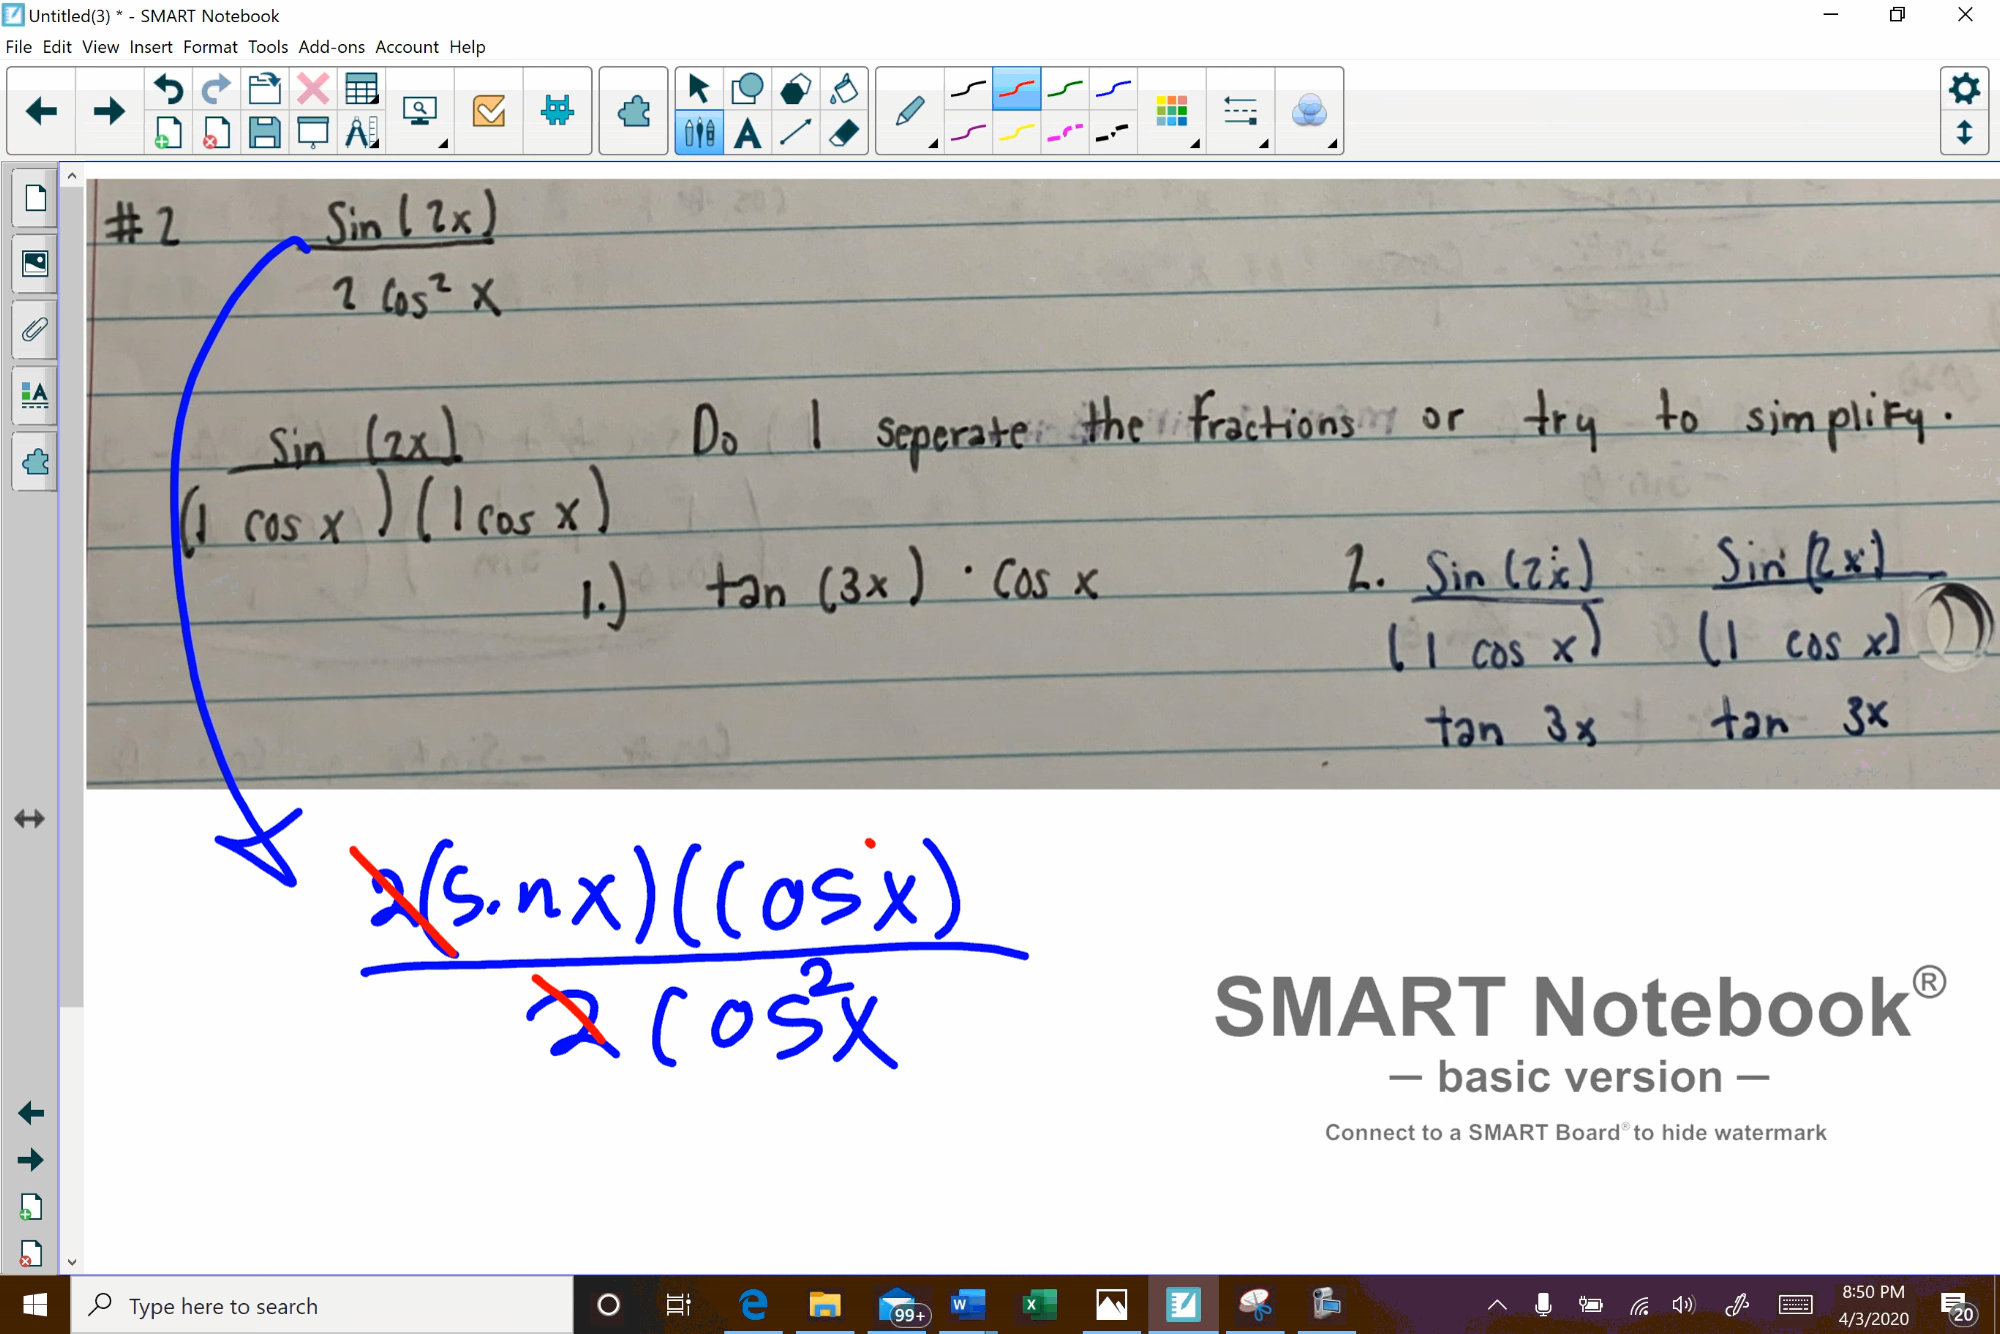 Untitled(3) * - SMART Notebook
File Edit View Insert Format Tools Add-ons Account Help
A
#2 Sin(2x)
2 Cos² x
A
Sin (2x) Do I seperate the fractions or try to simplify.
(1 cos x) (1 cos x)
1.) tan (3x) · Cos x 2. Sin (2x) Sin (2x)
(1 cos x) (1 cos x)
tan 3x tan 3x
2(Sin x)(Cos x)
2 Cos²x
SMART Notebook®
— basic version —
Connect to a SMART Board® to hide watermark
Type here to search
99+
8:50 PM
4/3/2020
20